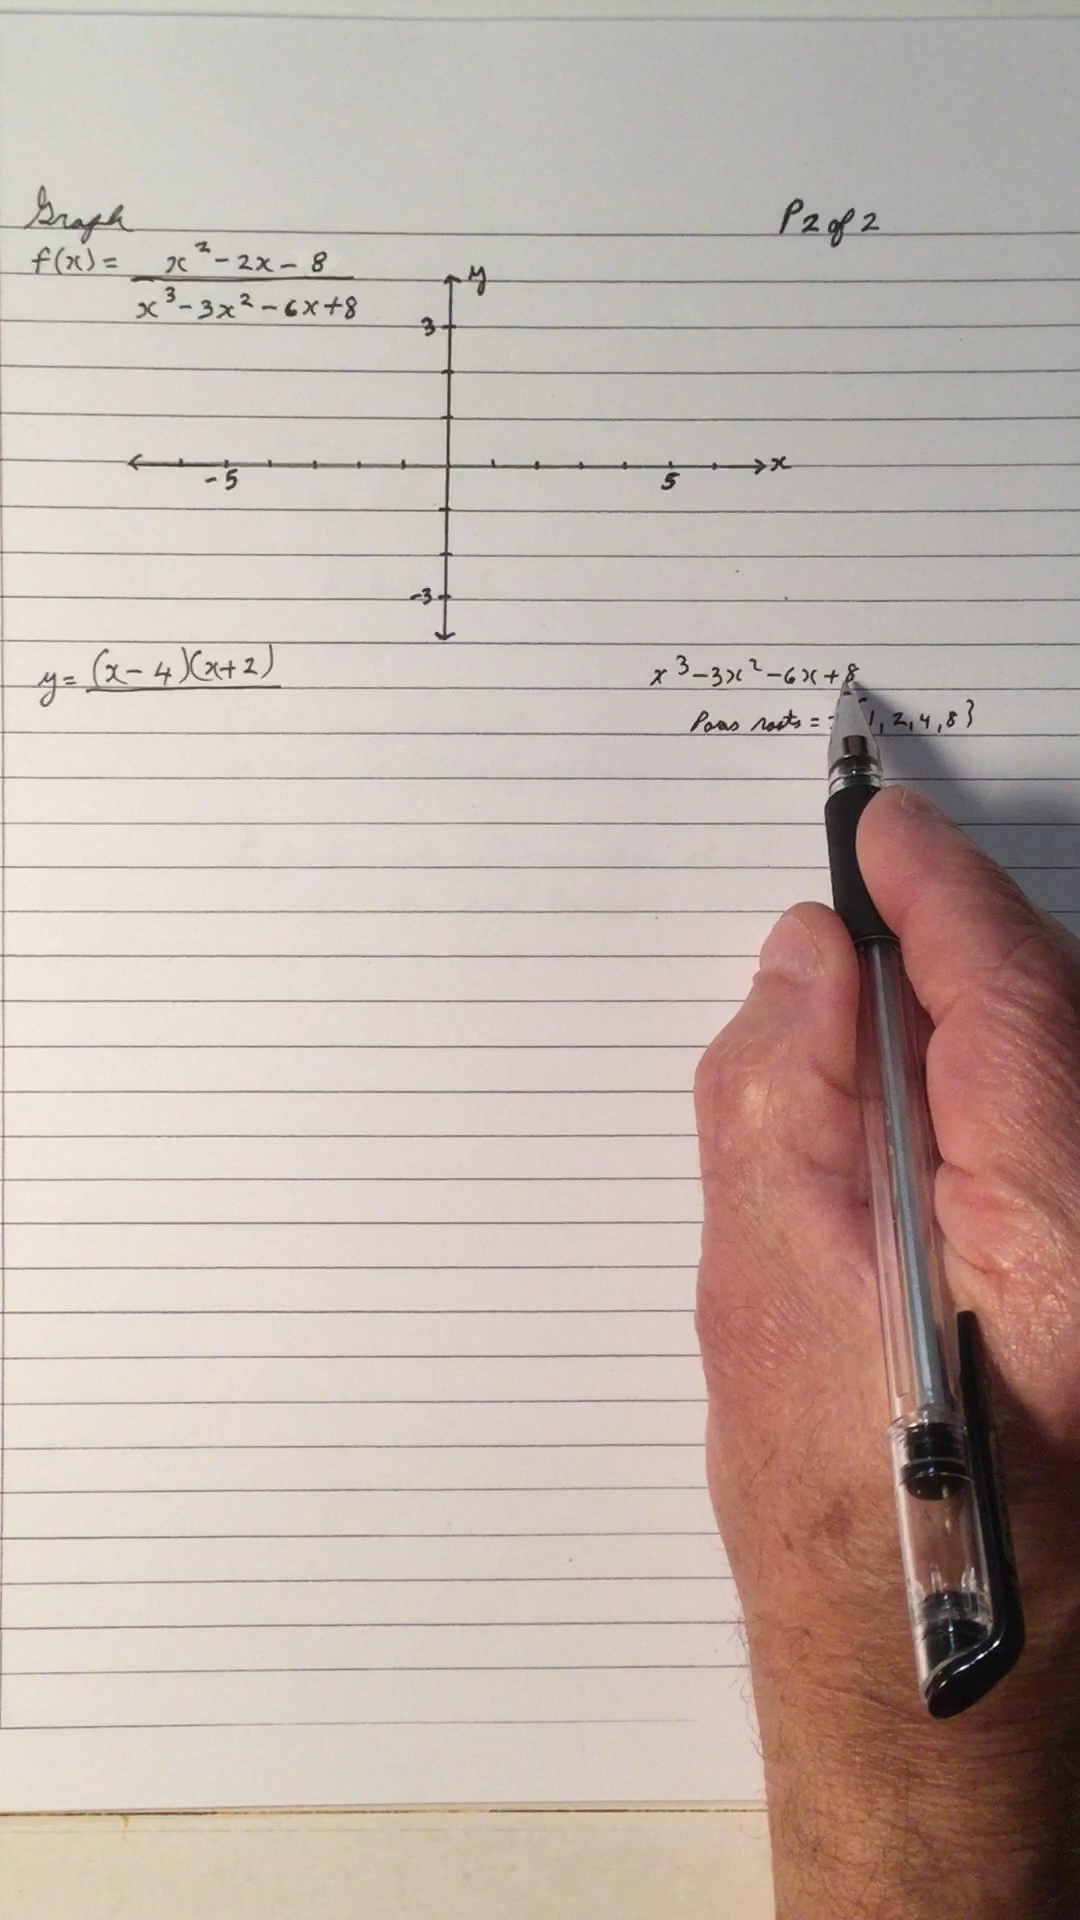 Graph
P2 of 2
f(x) = x² - 2x - 8
x³ - 3x² - 6x + 8
y
3
-5
5
x
-3
y = (x - 4)(x + 2)
x³ - 3x² - 6x + 8
Poss roots = 1, 2, 4, 8}